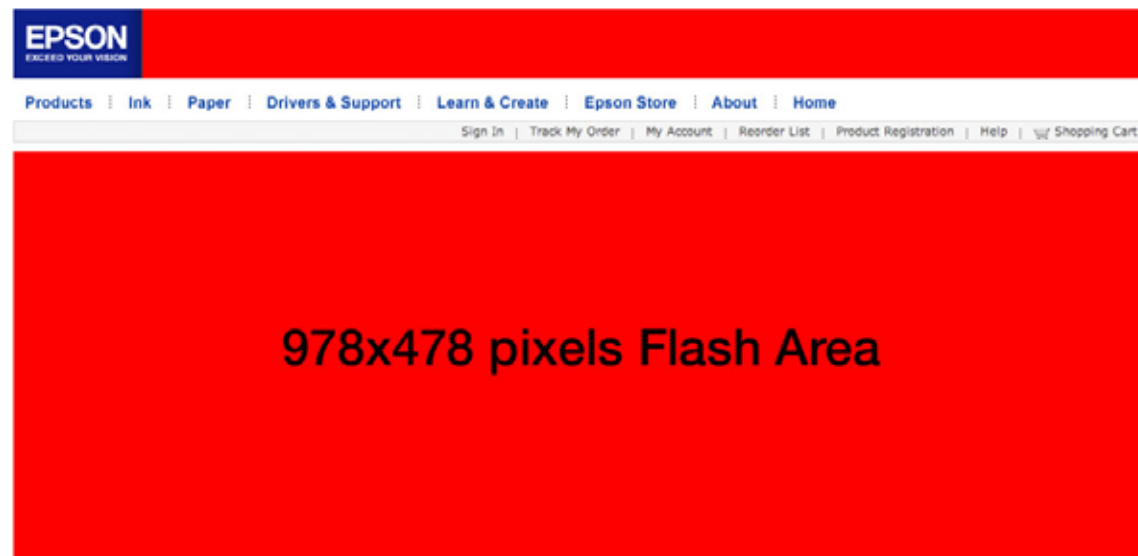 EPSON
EXCEED YOUR VISION
Products Ink Paper Drivers & Support Learn & Create Epson Store About Home
Sign In | Track My Order | My Account | Reorder List | Product Registration | Help | Shopping Cart
978x478 pixels Flash Area